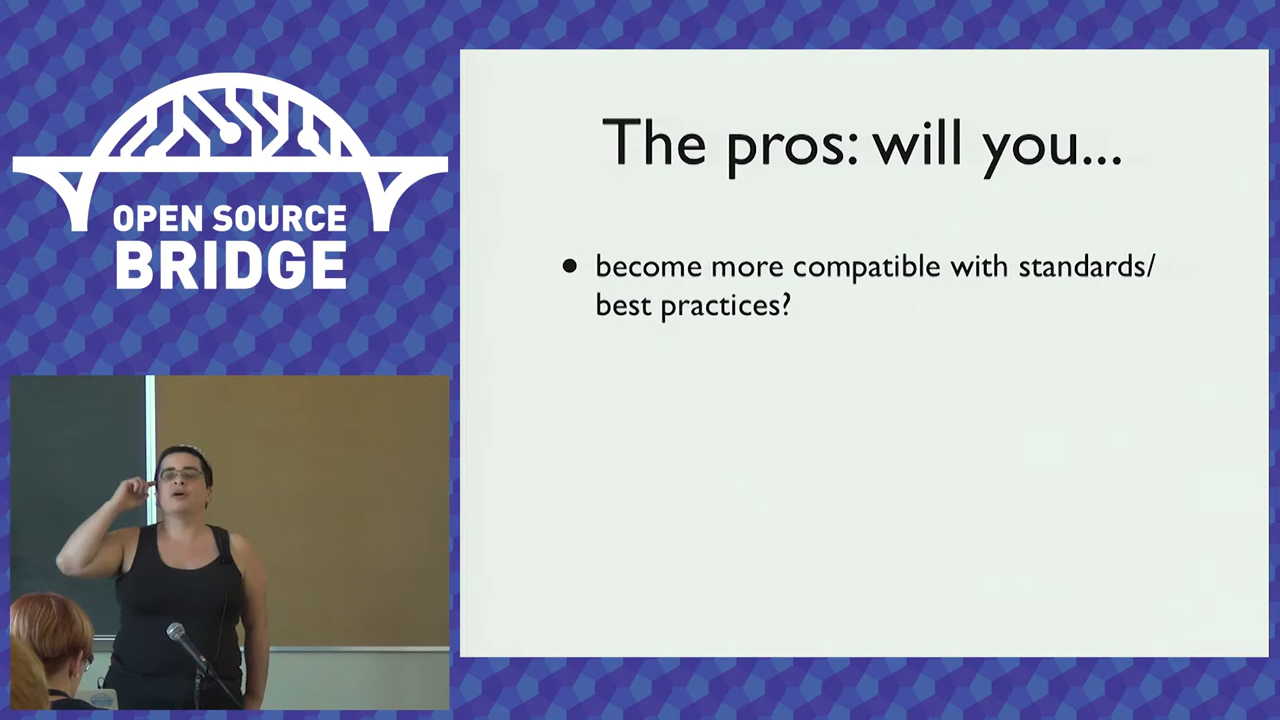 OPEN SOURCE
BRIDGE
The pros: will you...
• become more compatible with standards/
best practices?